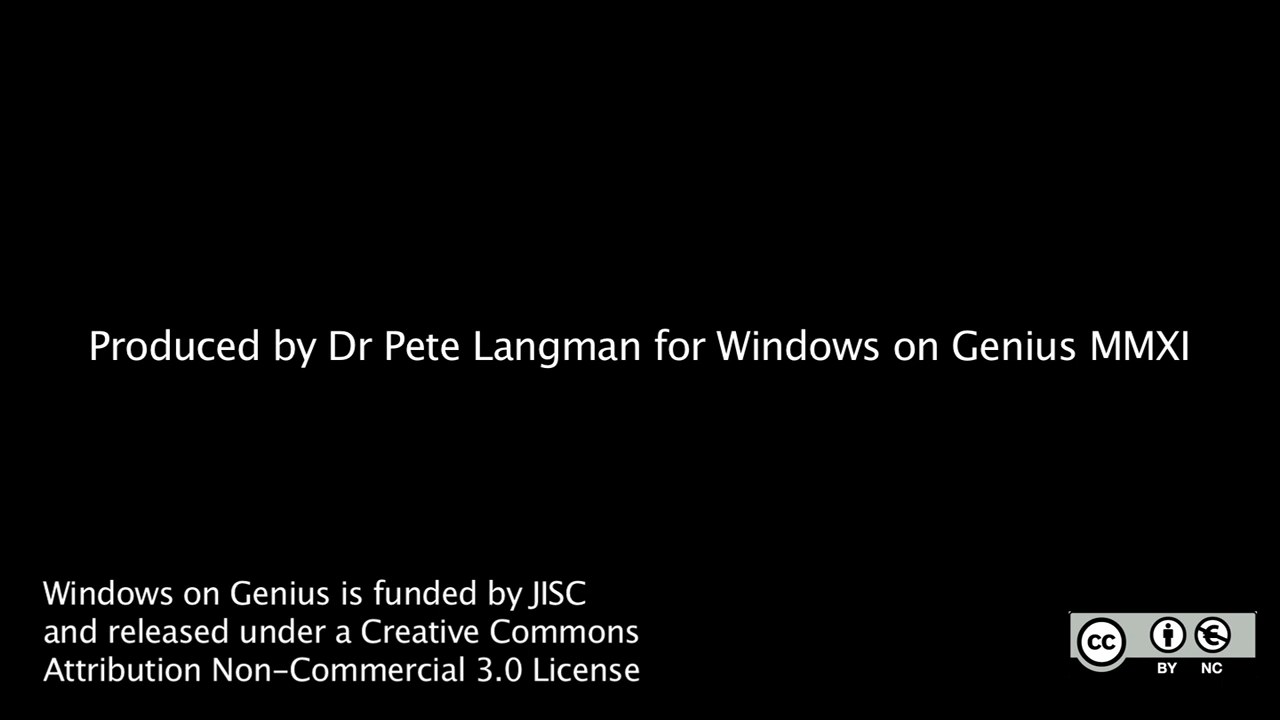 Produced by Dr Pete Langman for Windows on Genius MMXI
Windows on Genius is funded by JISC
and released under a Creative Commons
Attribution Non-Commercial 3.0 License
cc
BY NC